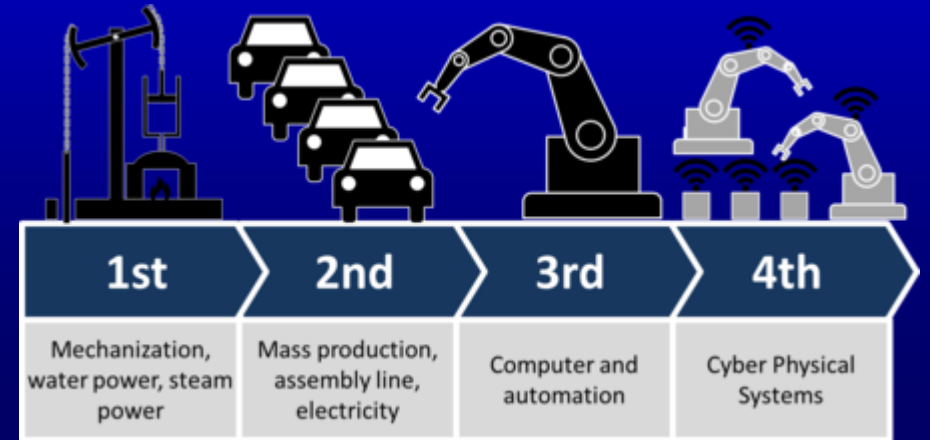 1st
2nd
3rd
4th
Mechanization,
water power, steam
power
Mass production,
assembly line,
electricity
Computer and
automation
Cyber Physical
Systems